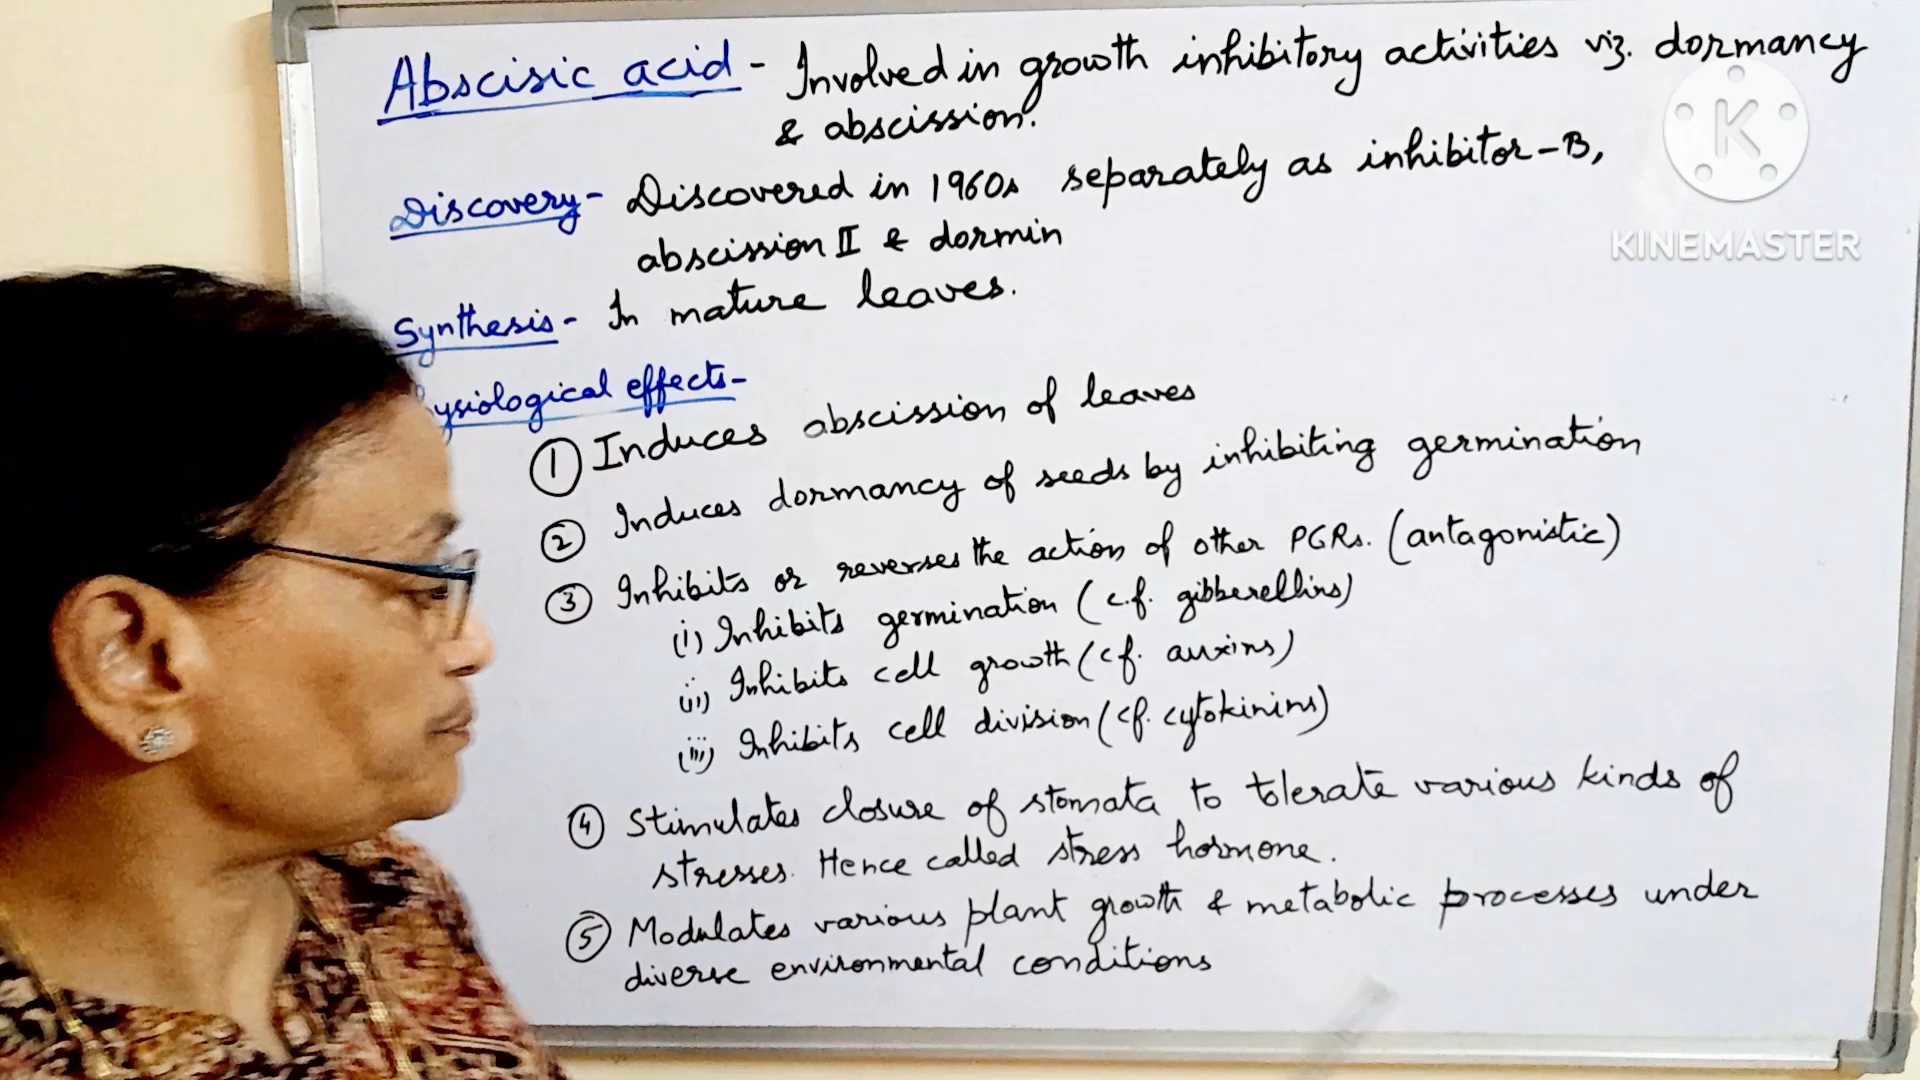 Abscisic acid - Involved in growth inhibitory activities viz. dormancy
& abscission.
Discovery - Discovered in 1960s separately as inhibitor-B,
abscission II & dormin
Synthesis - In mature leaves.
ysiological effects-
① Induces abscission of leaves
② Induces dormancy of seeds by inhibiting germination
③ Inhibits or reverses the action of other PGRs. (antagonistic)
(i) Inhibits germination (c.f. gibberellins)
(ii) Inhibits cell growth (cf. auxins)
(iii) Inhibits cell division (cf. cytokinins)
④ Stimulates closure of stomata to tolerate various kinds of
stresses. Hence called stress hormone.
⑤ Modulates various plant growth & metabolic processes under
diverse environmental conditions
K
KINEMASTER